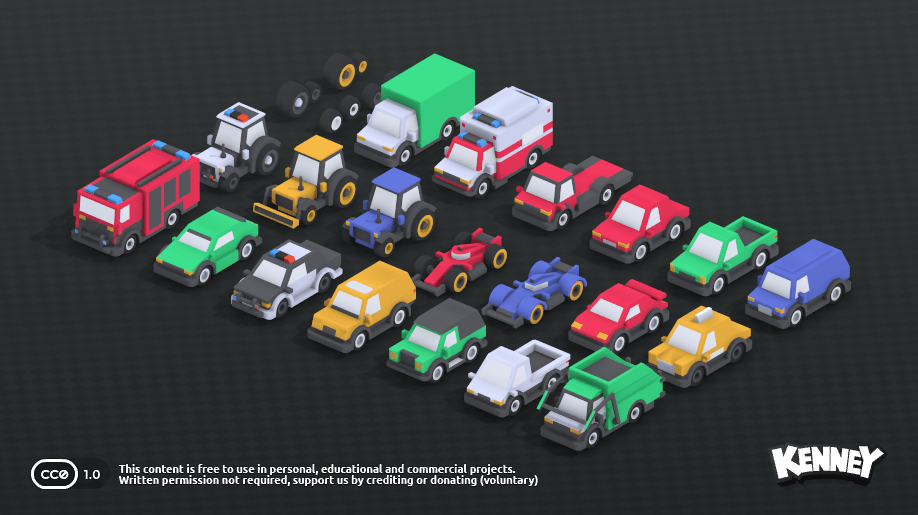 CC0 1.0
This content is free to use in personal, educational and commercial projects.
Written permission not required, support us by crediting or donating (voluntary)
KENNEY